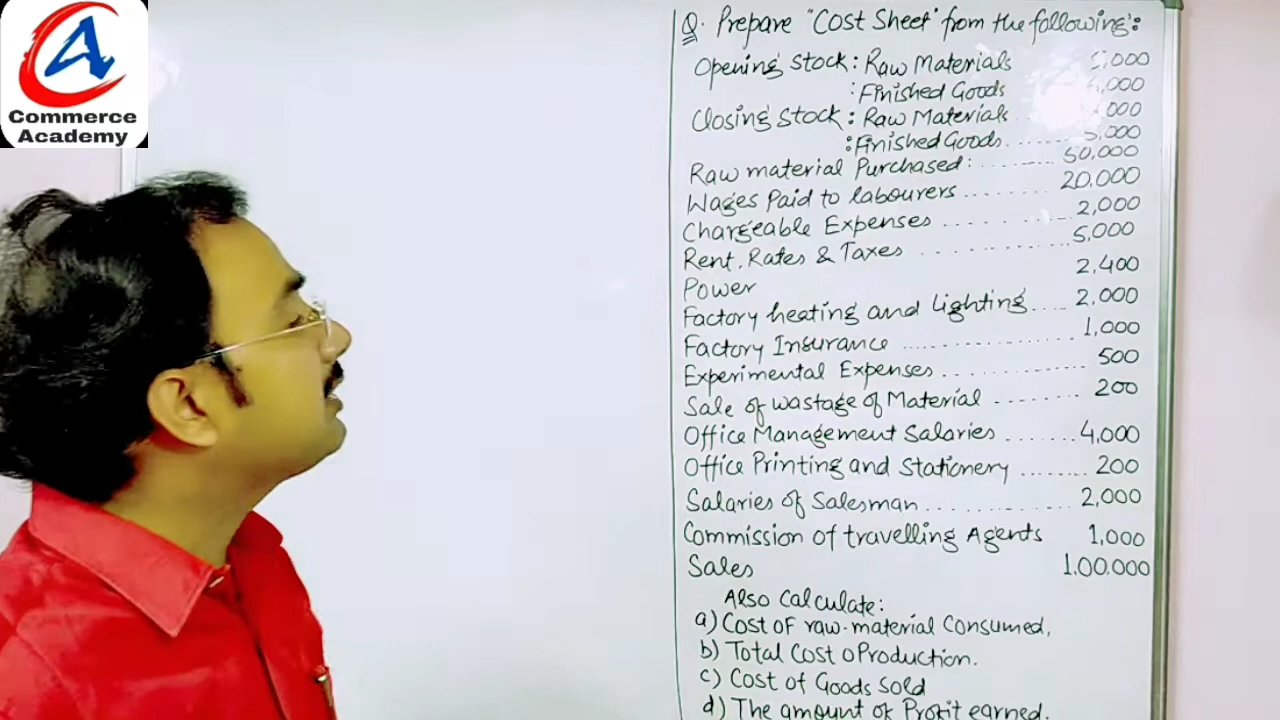 CA
Commerce
Academy
Q. Prepare "Cost Sheet" from the following:
Opening Stock: Raw Materials 5,000
: Finished Goods 4,000
Closing Stock: Raw Materials 000
: Finished Goods ........ 5,000
Raw material Purchased: ........ 50,000
Wages Paid to labourers ........ 20,000
Chargeable Expenses ........ 2,000
Rent, Rates & Taxes ........ 5,000
Power 2,400
Factory heating and lighting .... 2,000
Factory Insurance ........ 1,000
Experimental Expenses ........ 500
Sale of wastage of Material ........ 200
Office Management Salaries ...... 4,000
Office Printing and Stationery ........ 200
Salaries of Salesman ........ 2,000
Commission of travelling Agents 1,000
Sales 1,00,000
Also Calculate:
a) Cost of raw-material Consumed.
b) Total Cost oProduction.
c) Cost of Goods Sold
d) The amount of Profit earned.